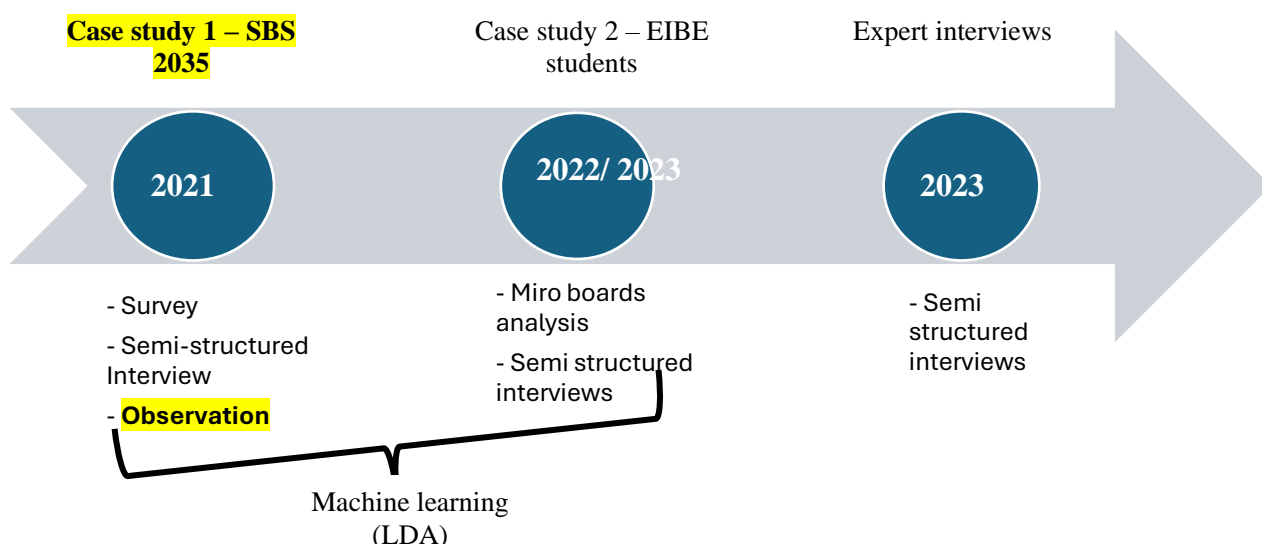 Case study 1 – SBS
2035
Case study 2 – EIBE
students
Expert interviews
2021
2022/ 2023
2023
- Survey
- Semi-structured
Interview
- Observation
- Miro boards
analysis
- Semi structured
interviews
- Semi
structured
interviews
Machine learning
(LDA)